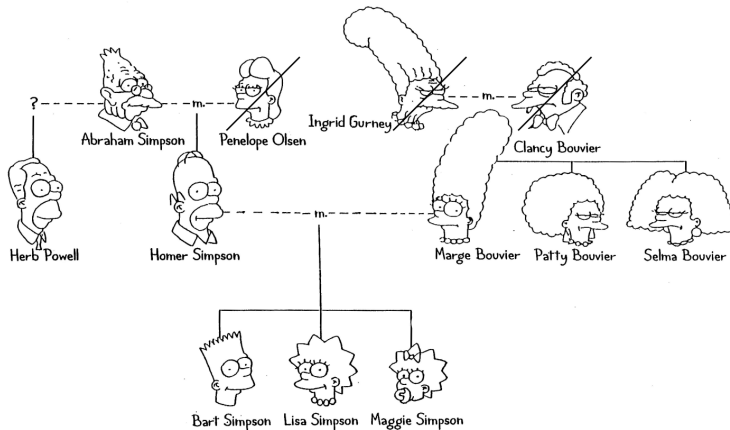 ?
m.
m.
Abraham Simpson
Penelope Olsen
Ingrid Gurney
Clancy Bouvier
m.
Herb Powell
Homer Simpson
Marge Bouvier
Patty Bouvier
Selma Bouvier
Bart Simpson
Lisa Simpson
Maggie Simpson